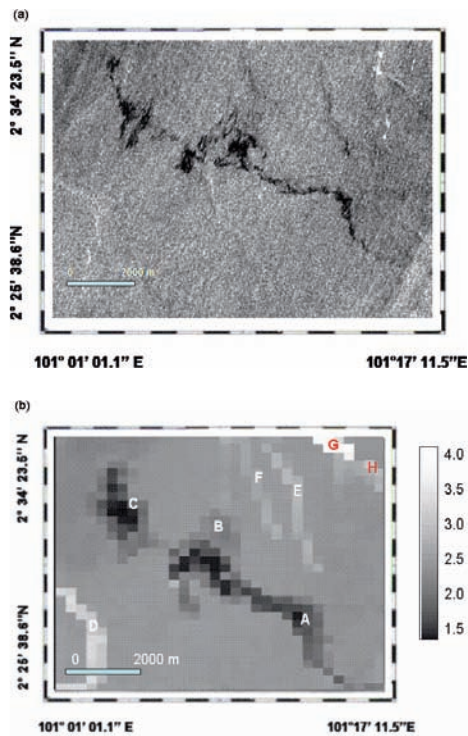 (a)
2° 34' 23.5'' N
2° 25' 38.6''N
0 2000 m
101° 01' 01.1" E
101°17' 11.5"E
(b)
2° 34' 23.5'' N
2° 25' 38.6''N
G
H
F
E
C
B
A
D
0 2000 m
4.0
3.5
3.0
2.5
2.0
1.5
101° 01' 01.1" E
101°17' 11.5"E